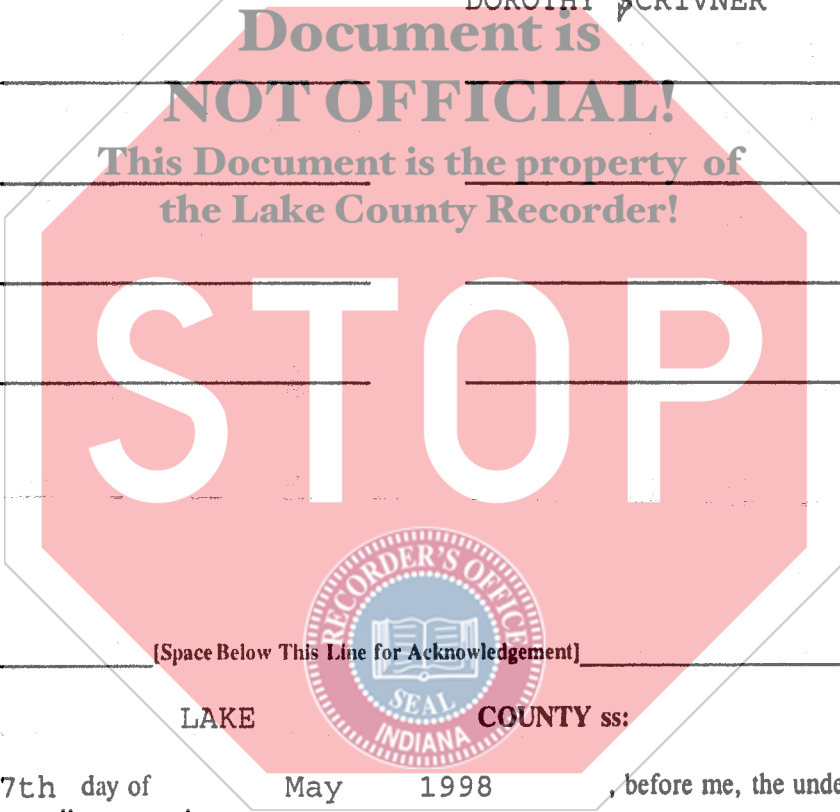 DOROTHY SCRIVNER
Document is
NOT OFFICIAL!
This Document is the property of
the Lake County Recorder!
STOP
RECORDER'S OFFICE
[Space Below This Line for Acknowledgement]
SEAL
INDIANA
LAKE COUNTY ss:
7th day of May 1998 , before me, the unde